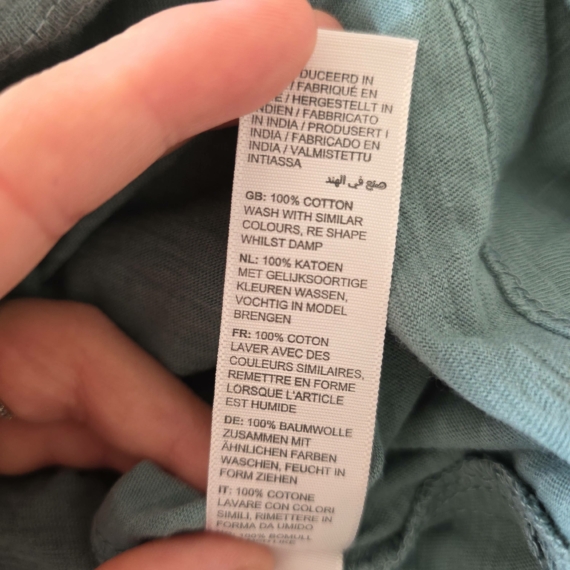 DUCEERD IN
/ FABRIQUÉ EN
/ HERGESTELLT IN
INDIEN / FABBRICATO
IN INDIA / PRODUSERT I
INDIA / FABRICADO EN
INDIA / VALMISTETTU
INTIASSA
صنع في الهند
GB: 100% COTTON
WASH WITH SIMILAR
COLOURS, RE SHAPE
WHILST DAMP
NL: 100% KATOEN
MET GELIJKSOORTIGE
KLEUREN WASSEN,
VOCHTIG IN MODEL
BRENGEN
FR: 100% COTON
LAVER AVEC DES
COULEURS SIMILAIRES,
REMETTRE EN FORME
LORSQUE L'ARTICLE
EST HUMIDE
DE: 100% BAUMWOLLE
ZUSAMMEN MIT
ÄHNLICHEN FARBEN
WASCHEN, FEUCHT IN
FORM ZIEHEN
IT: 100% COTONE
LAVARE CON COLORI
SIMILI, RIMETTERE IN
FORMA DA UMIDO
100% BOMULL